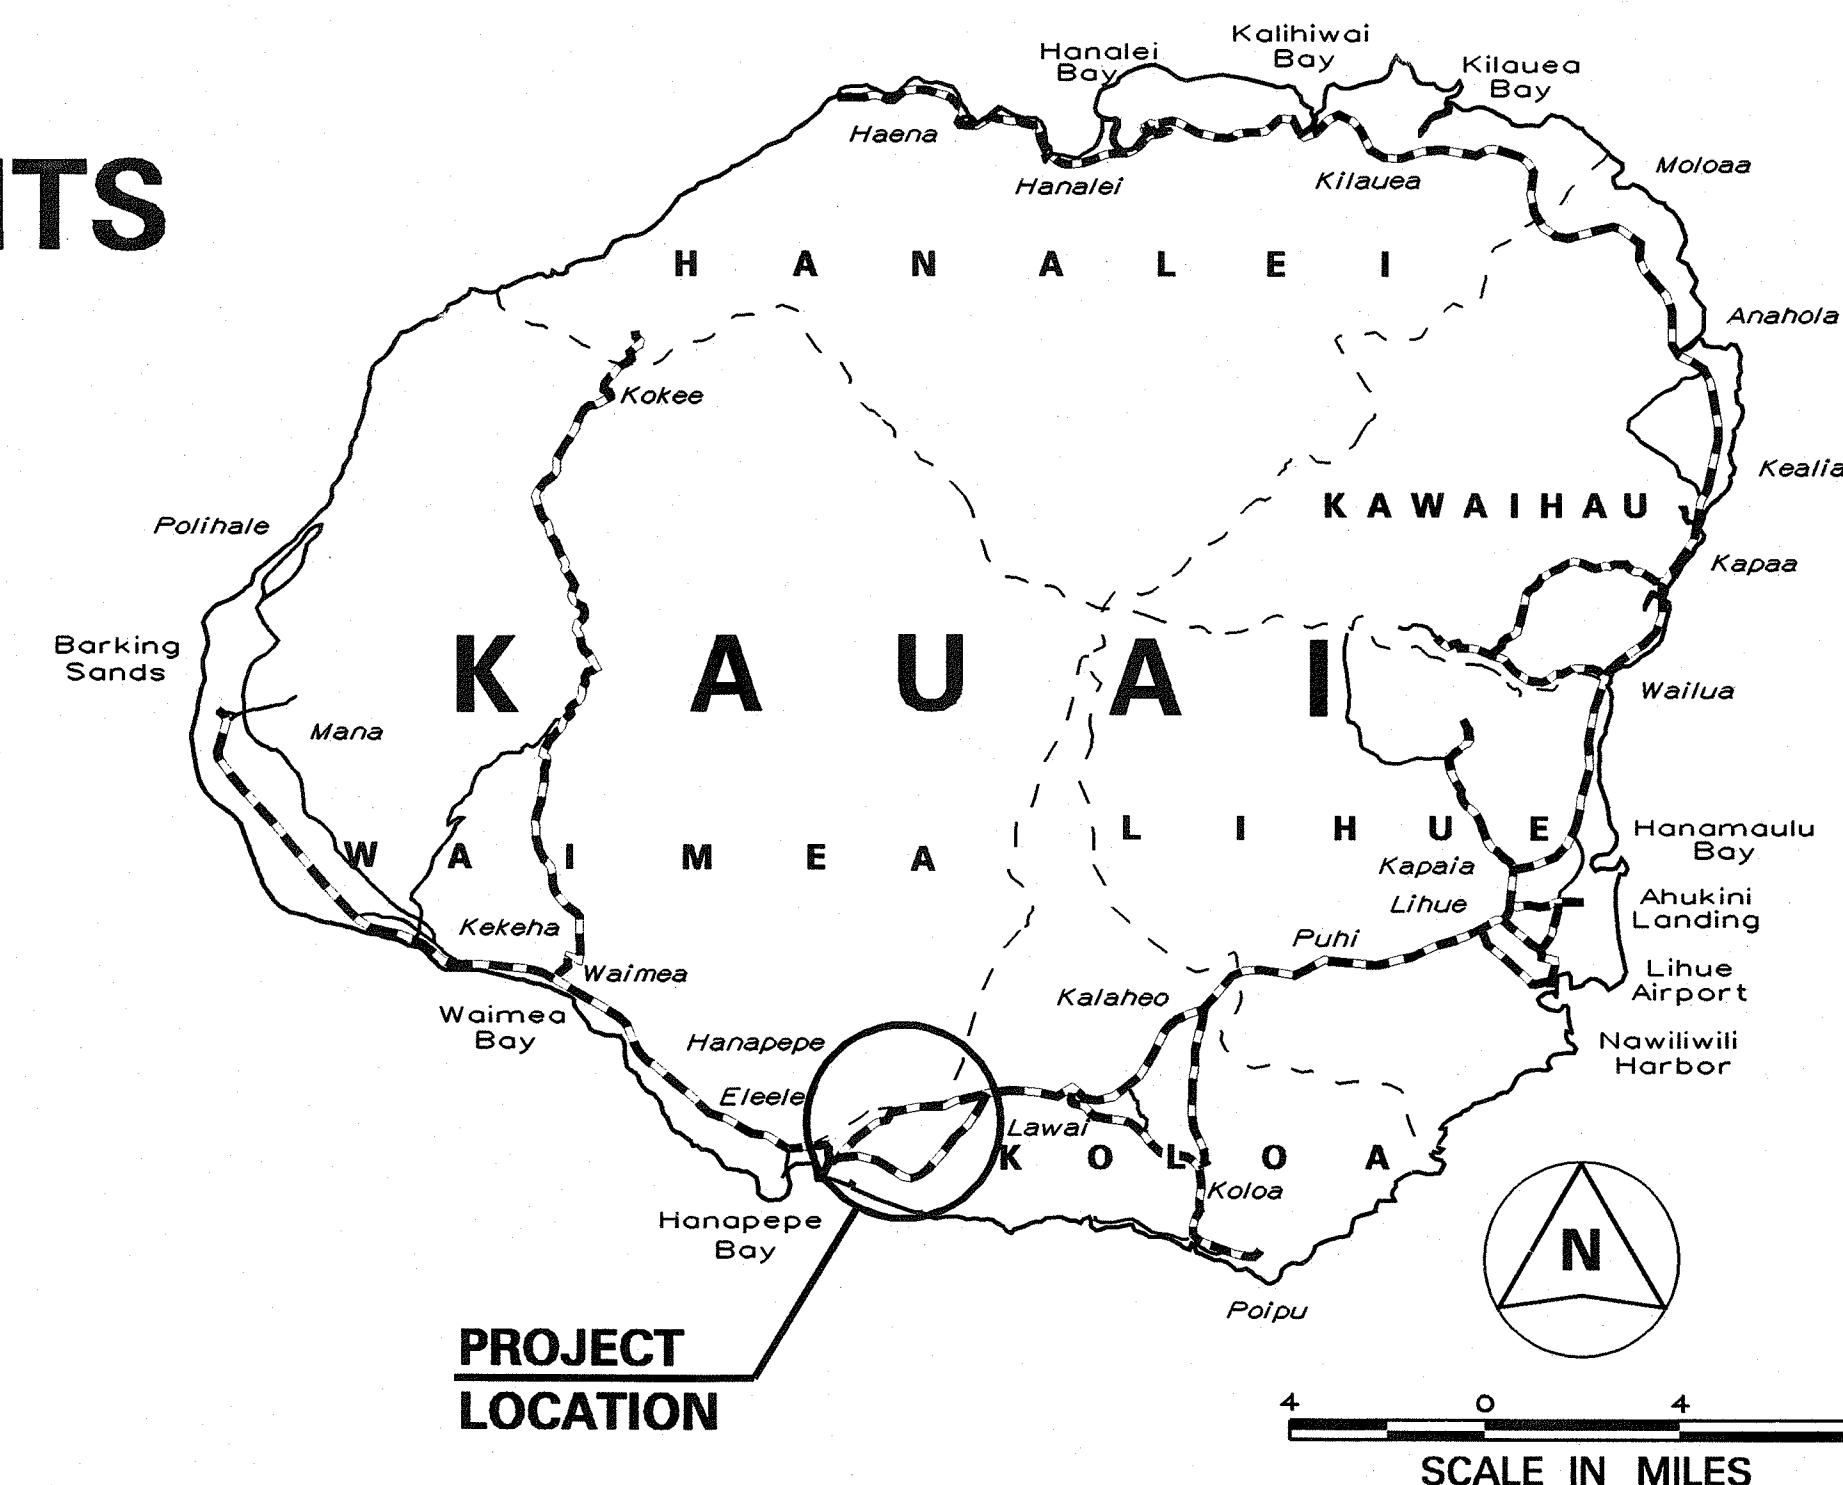 Hanalei
Bay
Kalihiwai
Bay
Kilauea
Bay
Haena
Hanalei
Kilauea
Moloaa
ITS
H A N A L E I
Anahola
Kokee
Kealia
Polihale
K A W A I H A U
Kapaa
Barking
Sands
K A U A I
Wailua
Mana
L I H U E
Hanamaulu
Bay
W A I M E A
Kapaia
Lihue
Ahukini
Landing
Kekeha
Puhi
Waimea
Lihue
Airport
Kalaheo
Waimea
Bay
Hanapepe
Nawiliwili
Harbor
Eleele
Lawai
K O L O A
Koloa
Hanapepe
Bay
N
Poipu
PROJECT
LOCATION
4 0 4
SCALE IN MILES